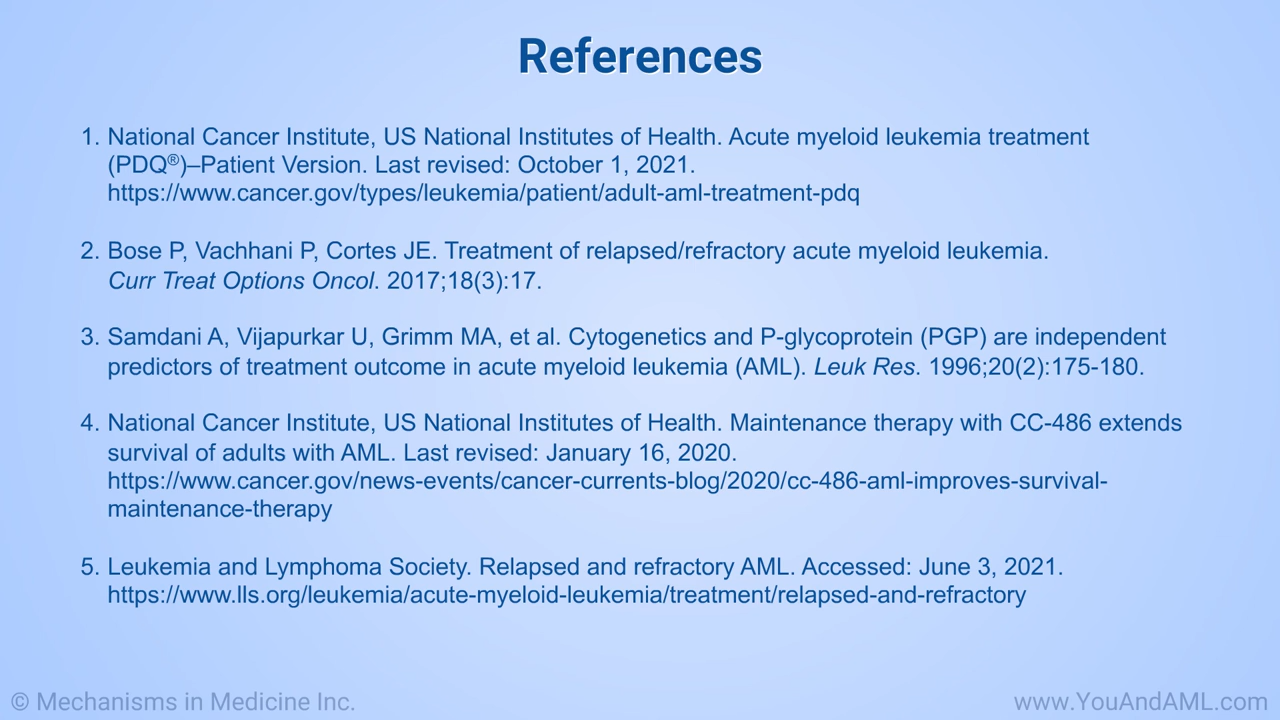 References
1. National Cancer Institute, US National Institutes of Health. Acute myeloid leukemia treatment
(PDQ®)–Patient Version. Last revised: October 1, 2021.
https://www.cancer.gov/types/leukemia/patient/adult-aml-treatment-pdq
2. Bose P, Vachhani P, Cortes JE. Treatment of relapsed/refractory acute myeloid leukemia.
Curr Treat Options Oncol. 2017;18(3):17.
3. Samdani A, Vijapurkar U, Grimm MA, et al. Cytogenetics and P-glycoprotein (PGP) are independent
predictors of treatment outcome in acute myeloid leukemia (AML). Leuk Res. 1996;20(2):175-180.
4. National Cancer Institute, US National Institutes of Health. Maintenance therapy with CC-486 extends
survival of adults with AML. Last revised: January 16, 2020.
https://www.cancer.gov/news-events/cancer-currents-blog/2020/cc-486-aml-improves-survival-
maintenance-therapy
5. Leukemia and Lymphoma Society. Relapsed and refractory AML. Accessed: June 3, 2021.
https://www.lls.org/leukemia/acute-myeloid-leukemia/treatment/relapsed-and-refractory
© Mechanisms in Medicine Inc.
www.YouAndAML.com